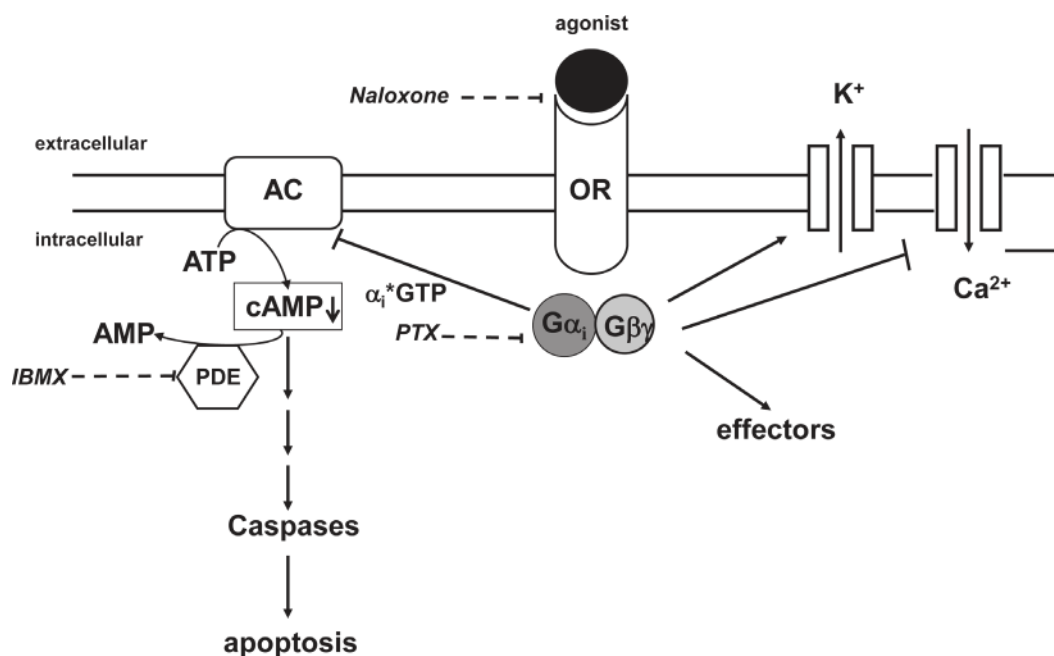 agonist
Naloxone
K⁺
extracellular
AC
OR
intracellular
ATP
Ca²⁺
cAMP↓
αᵢ*GTP
Gαᵢ
Gβγ
AMP
PTX
IBMX
PDE
effectors
Caspases
apoptosis